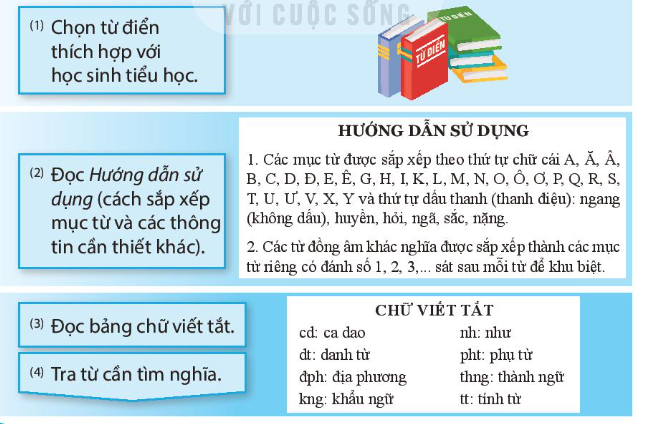 VỚI CUỘC SỐNG
(1) Chọn từ điển
thích hợp với
học sinh tiểu học.
TỪ ĐIỂN
TỪ ĐIỂN
HƯỚNG DẪN SỬ DỤNG
(2) Đọc Hướng dẫn sử
dụng (cách sắp xếp
mục từ và các thông
tin cần thiết khác).
1. Các mục từ được sắp xếp theo thứ tự chữ cái A, Ă, Â,
B, C, D, Đ, E, Ê, G, H, I, K, L, M, N, O, Ô, Ơ, P, Q, R, S,
T, U, Ư, V, X, Y và thứ tự dấu thanh (thanh điệu): ngang
(không dấu), huyền, hỏi, ngã, sắc, nặng.
2. Các từ đồng âm khác nghĩa được sắp xếp thành các mục
từ riêng có đánh số 1, 2, 3,... sát sau mỗi từ để khu biệt.
(3) Đọc bảng chữ viết tắt.
(4) Tra từ cần tìm nghĩa.
CHỮ VIẾT TẮT
cd: ca dao
nh: như
dt: danh từ
pht: phụ từ
đph: địa phương
thng: thành ngữ
kng: khẩu ngữ
tt: tính từ